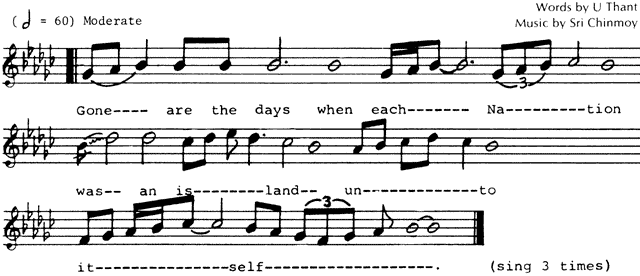 (𝅗𝅥 = 60) Moderate
Words by U Thant
Music by Sri Chinmoy
3
Gone---- are the days when each------- Na-------tion
was-- an is--------land-- un--------------to
3
it--------------self-----------------. (sing 3 times)